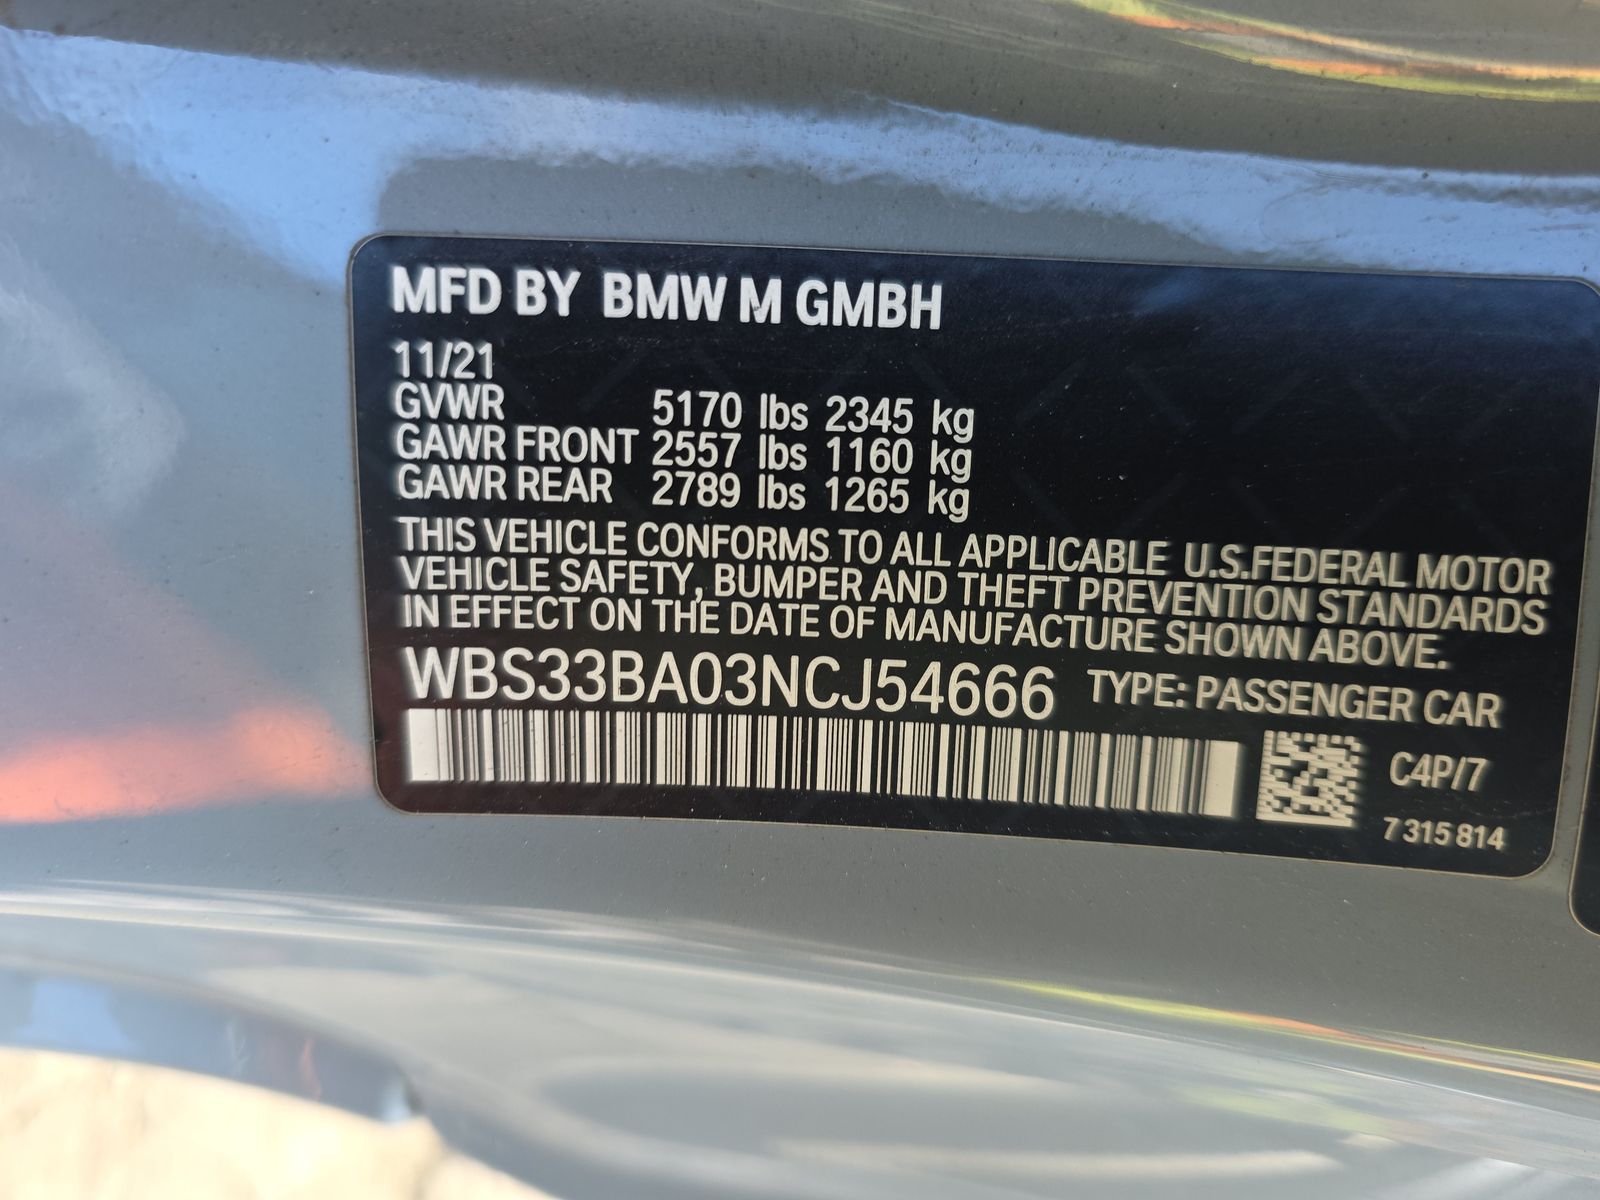 MFD BY BMW M GMBH
11/21
GVWR 5170 lbs 2345 kg
GAWR FRONT 2557 lbs 1160 kg
GAWR REAR 2789 lbs 1265 kg
THIS VEHICLE CONFORMS TO ALL APPLICABLE U.S.FEDERAL MOTOR
VEHICLE SAFETY, BUMPER AND THEFT PREVENTION STANDARDS
IN EFFECT ON THE DATE OF MANUFACTURE SHOWN ABOVE.
WBS33BA03NCJ54666 TYPE: PASSENGER CAR
C4P/7
7 315 814